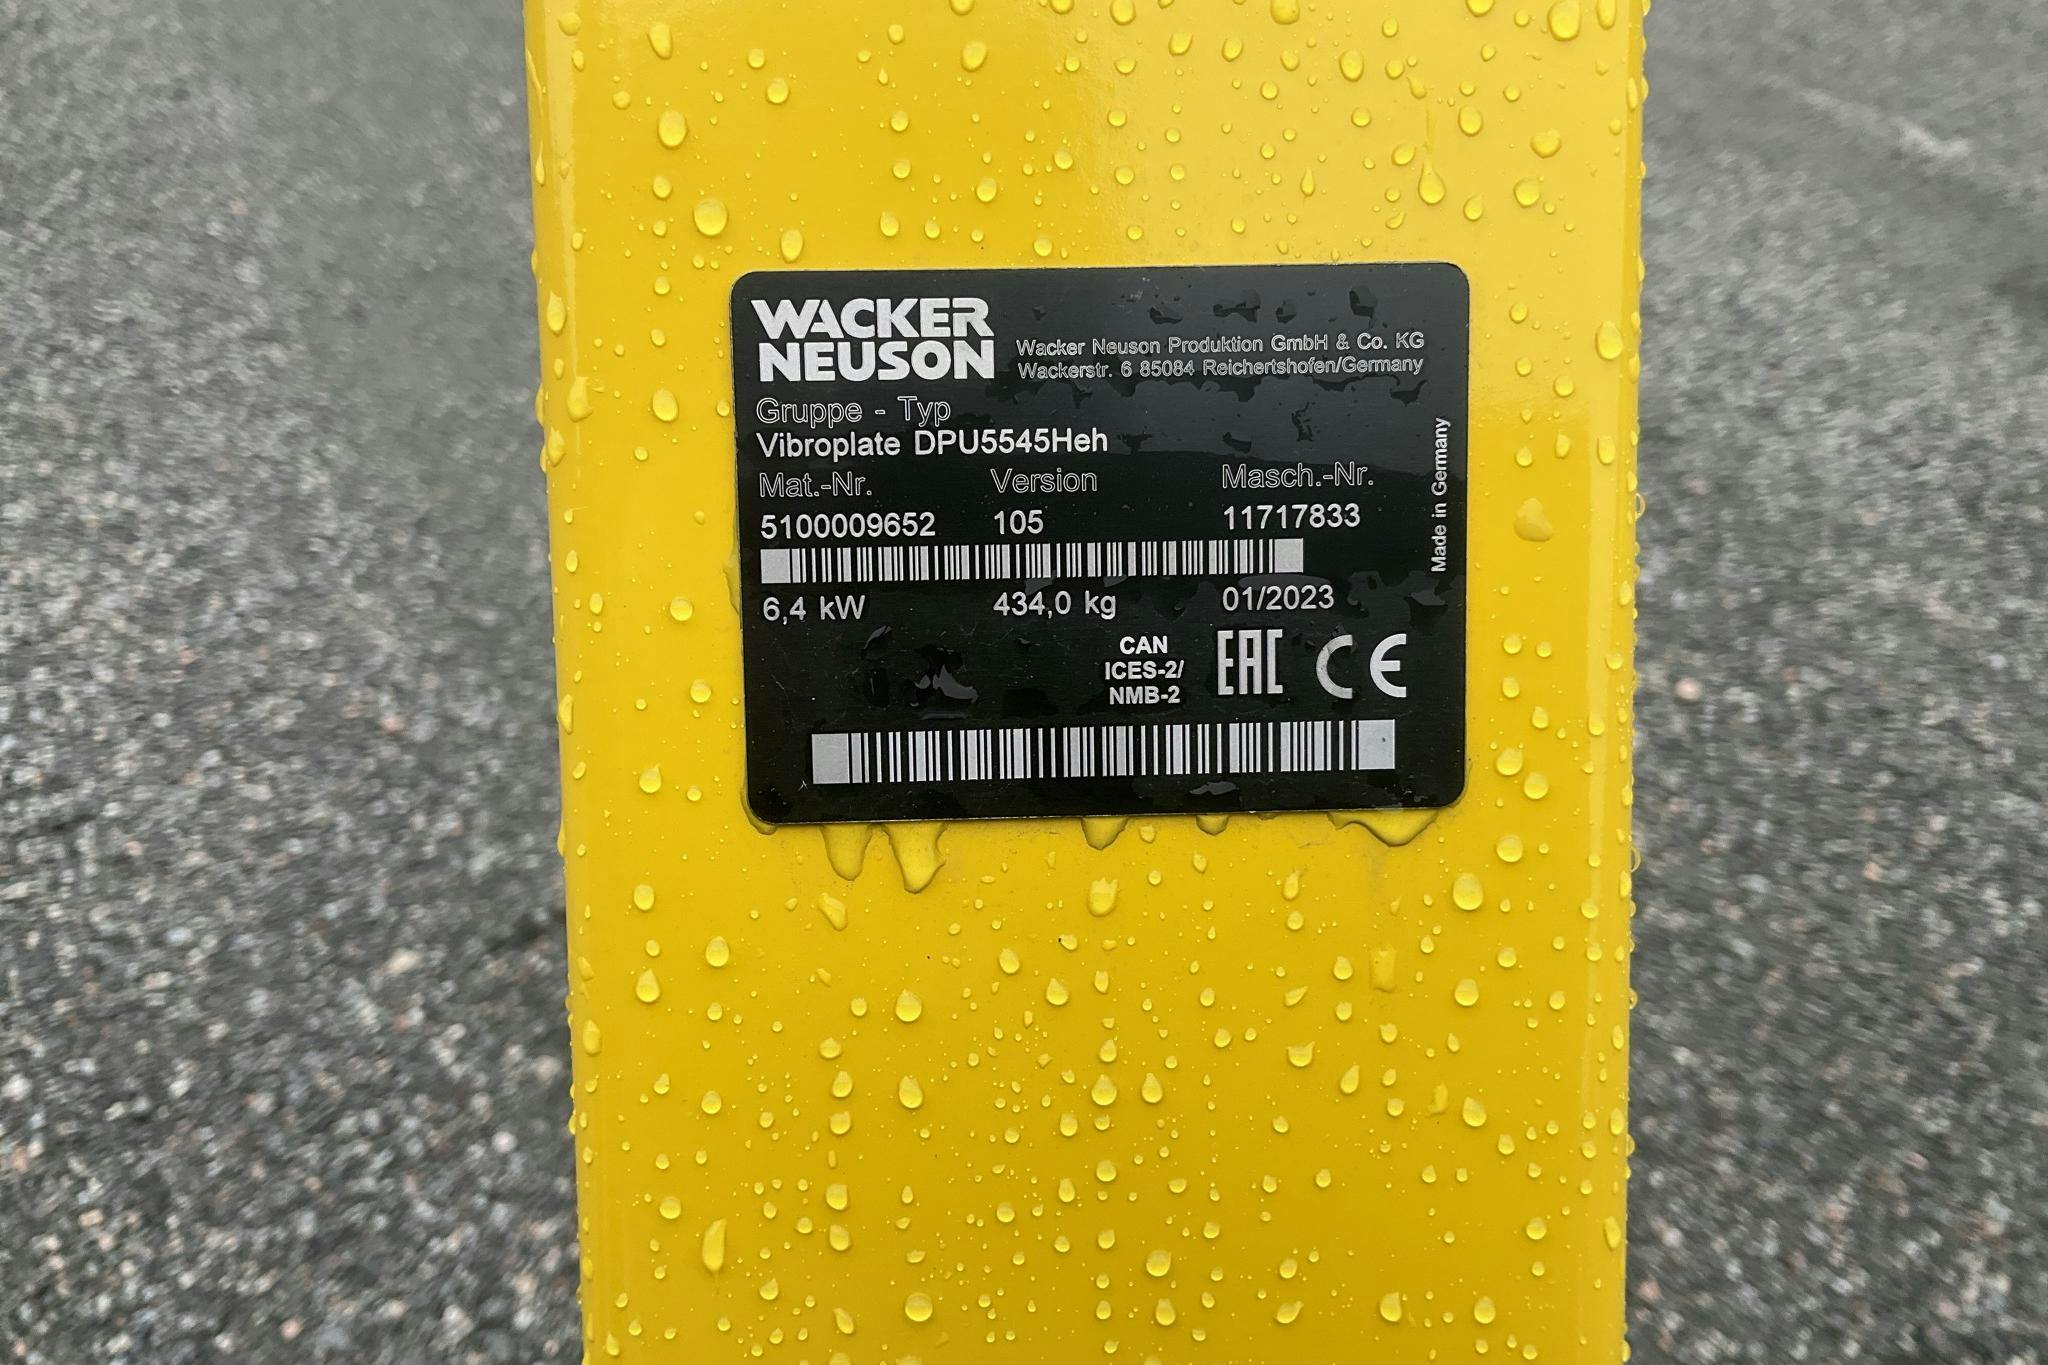 WACKER
NEUSON
Wacker Neuson Produktion GmbH & Co. KG
Wackerstr. 6 85084 Reichertshofen/Germany
Gruppe - Typ
Vibroplate DPU5545Heh
Mat.-Nr. Version Masch.-Nr.
5100009652 105 11717833
6,4 kW 434,0 kg 01/2023
Made in Germany
CAN
ICES-2/
NMB-2
EAC CE